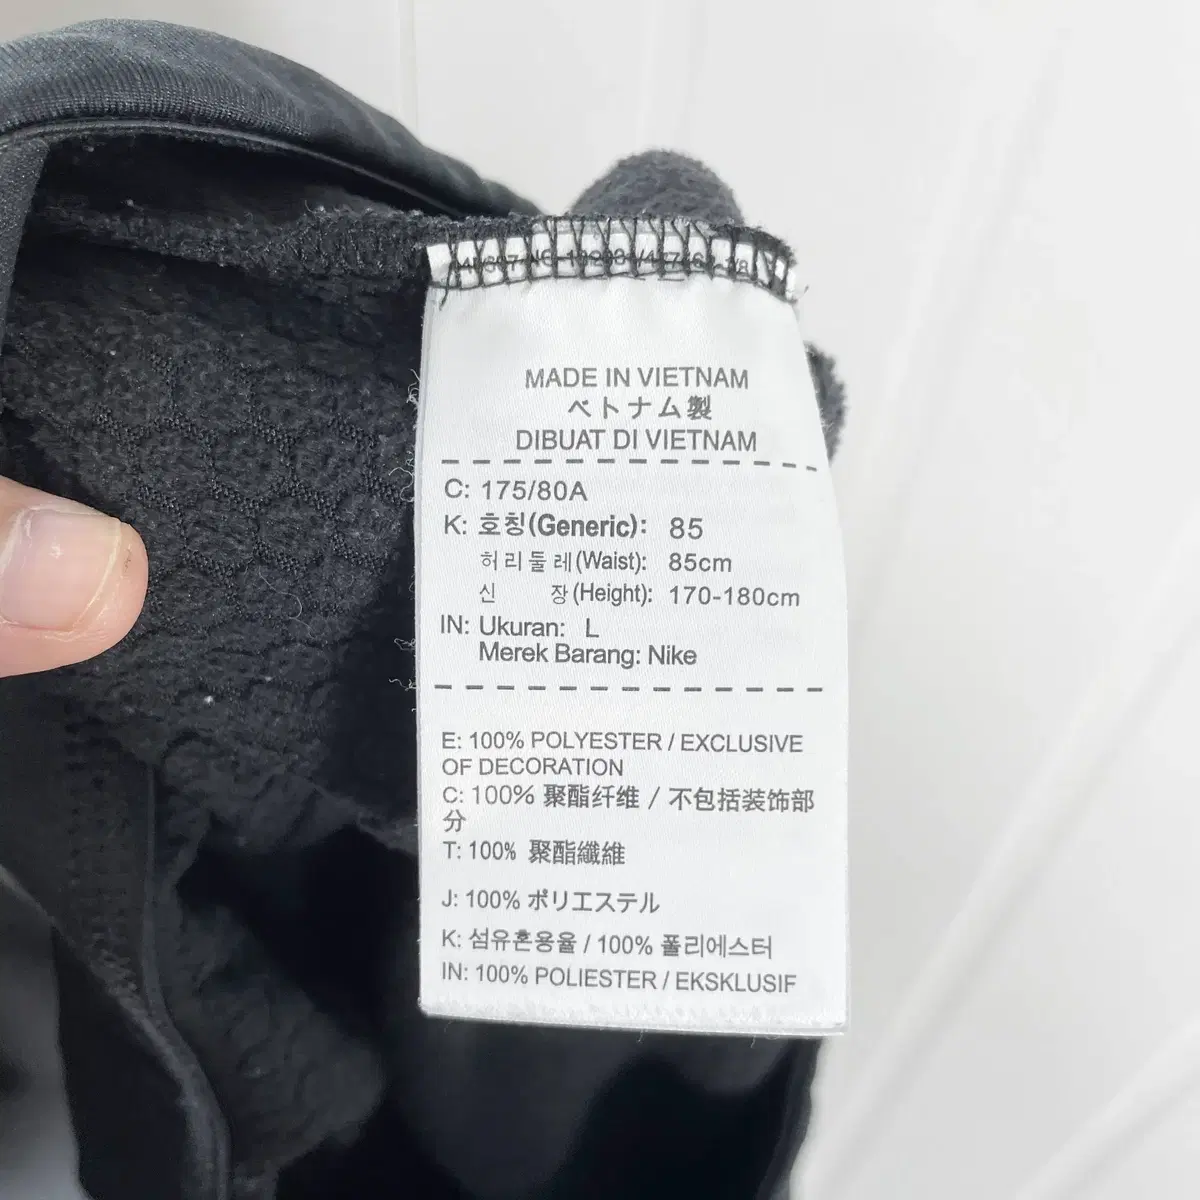 MADE IN VIETNAM
ベトナム製
DIBUAT DI VIETNAM
C: 175/80A
K: 호칭(Generic): 85
허리둘레(Waist): 85cm
신 장(Height): 170-180cm
IN: Ukuran: L
Merek Barang: Nike
E: 100% POLYESTER / EXCLUSIVE
OF DECORATION
C: 100% 聚酯纤维 / 不包括装饰部
分
T: 100% 聚酯纖維
J: 100% ポリエステル
K: 섬유혼용율 / 100% 폴리에스터
IN: 100% POLIESTER / EKSKLUSIF